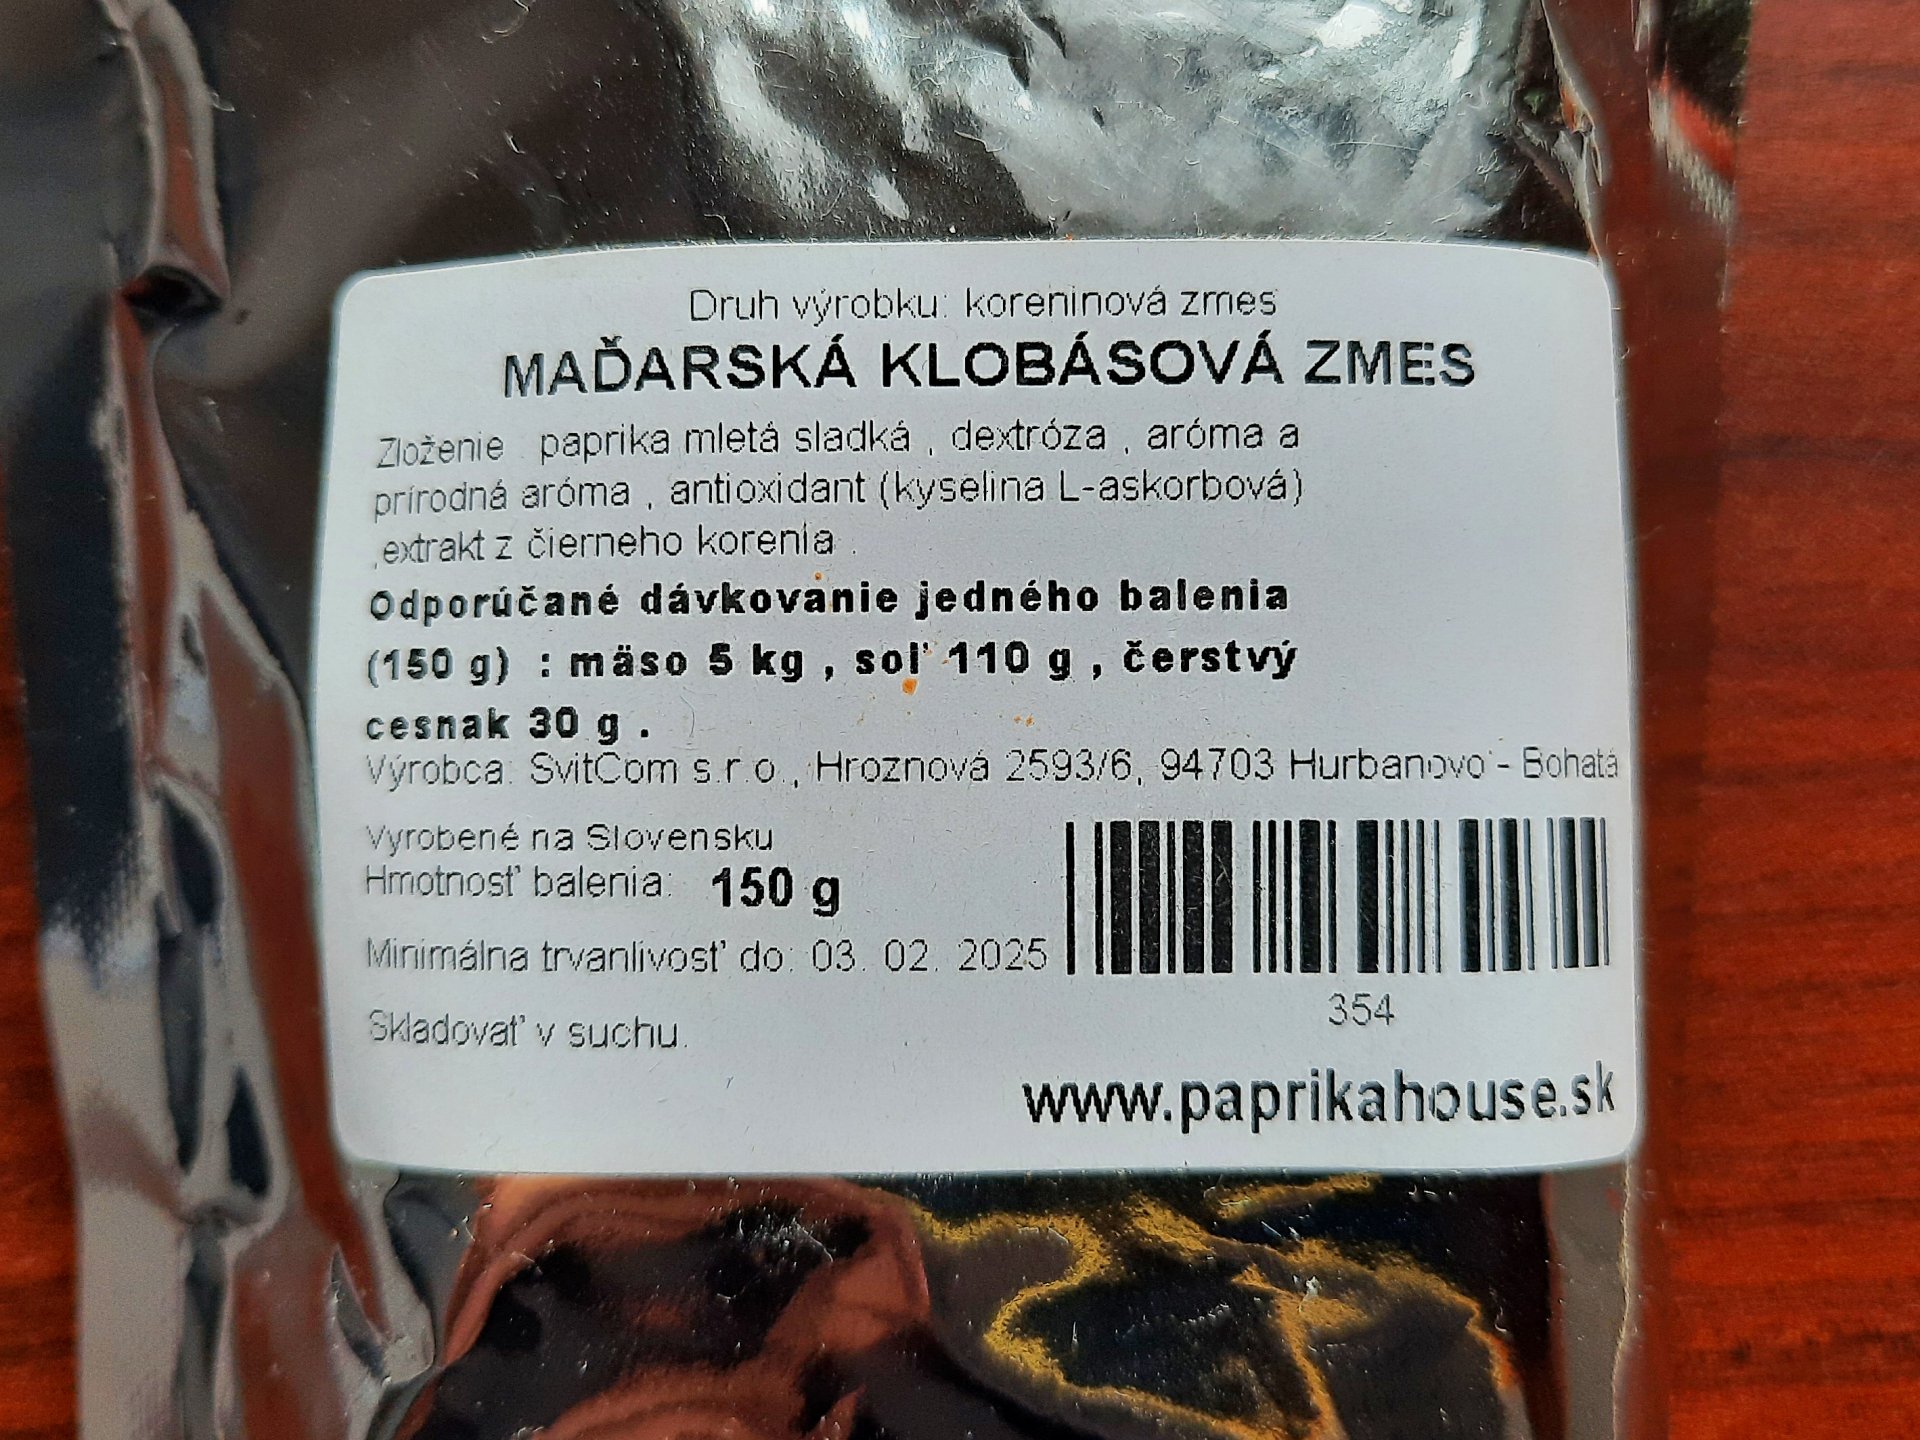 Druh výrobku: koreninová zmes
MAĎARSKÁ KLOBÁSOVÁ ZMES
Zloženie : paprika mletá sladká , dextróza , aróma a
prírodná aróma , antioxidant (kyselina L-askorbová)
,extrakt z čierneho korenia .
Odporúčané dávkovanie jedného balenia
(150 g) : mäso 5 kg , soľ 110 g , čerstvý
cesnak 30 g .
Výrobca: SvitCom s.r.o., Hroznová 2593/6, 94703 Hurbanovo - Bohatá
Vyrobené na Slovensku
Hmotnosť balenia: 150 g
Minimálna trvanlivosť do: 03. 02. 2025
354
Skladovať v suchu.
www.paprikahouse.sk